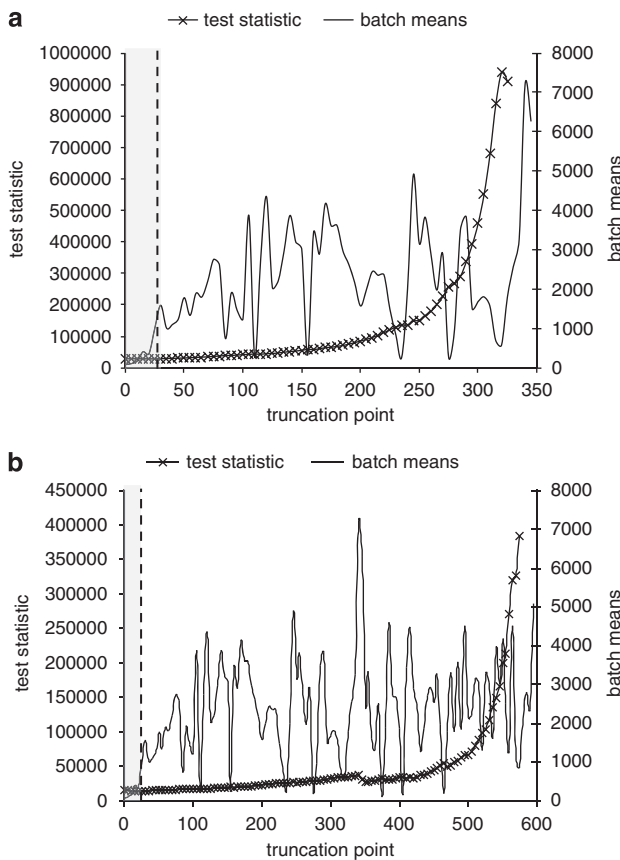 a
test statistic batch means
1000000 8000
900000 7000
800000 6000
700000
600000 5000
500000 4000
400000 3000
300000 2000
200000
100000 1000
0 0
0 50 100 150 200 250 300 350
test statistic
batch means
truncation point
b
test statistic batch means
450000 8000
400000 7000
350000 6000
300000 5000
250000
200000 4000
150000 3000
100000 2000
50000 1000
0 0
0 100 200 300 400 500 600
test statistic
batch means
truncation point